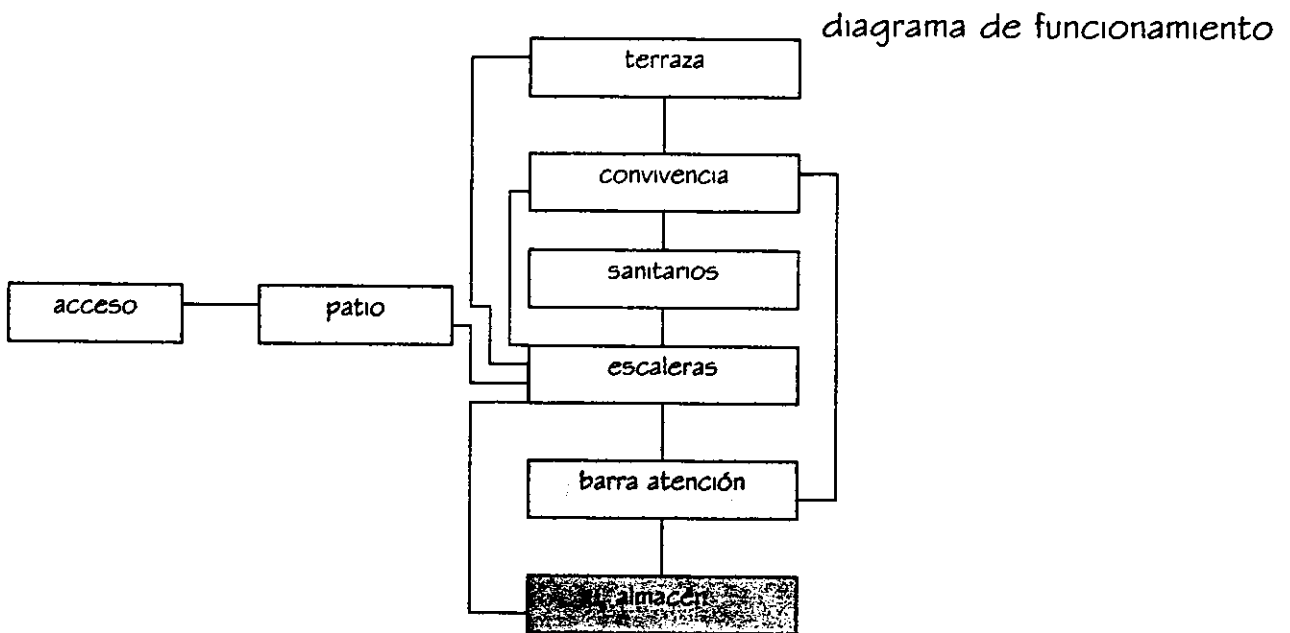 diagrama de funcionamiento
terraza
convivencia
sanitarios
acceso
patio
escaleras
barra atención
almacén